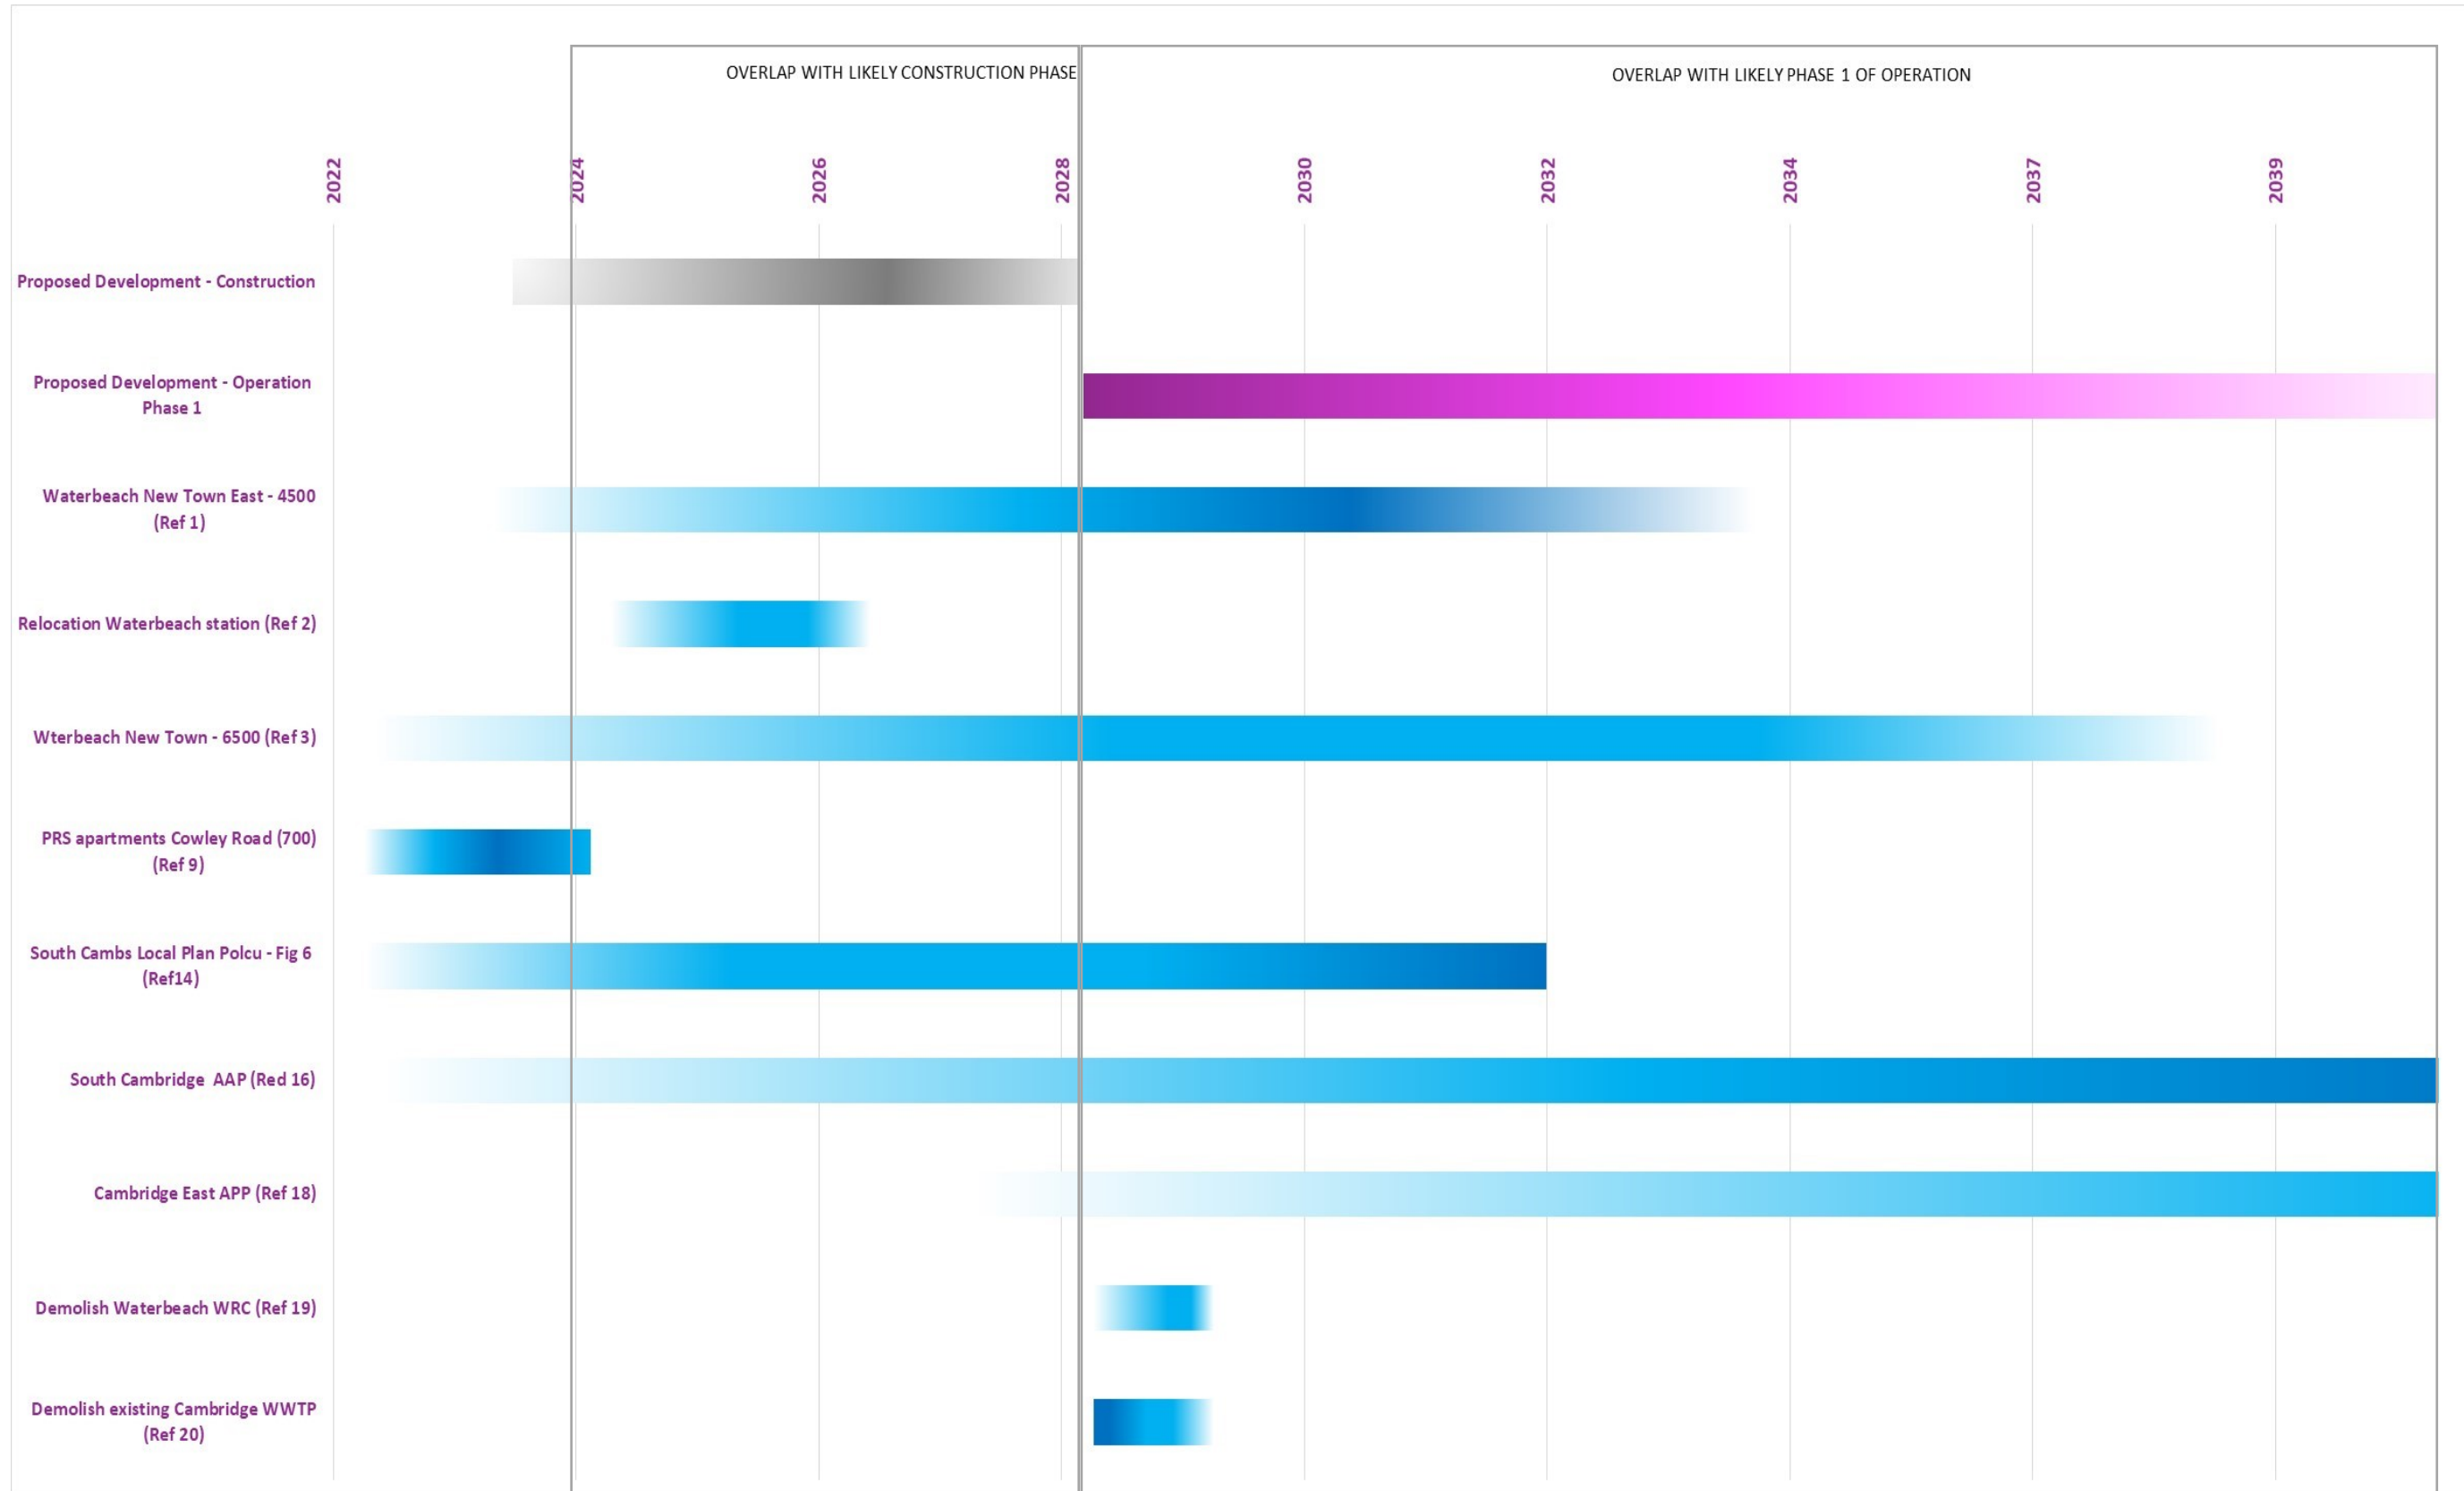 OVERLAP WITH LIKELY CONSTRUCTION PHASE
OVERLAP WITH LIKELY PHASE 1 OF OPERATION
2022
2024
2026
2028
2030
2032
2034
2037
2039
Proposed Development - Construction
Proposed Development - Operation
Phase 1
Waterbeach New Town East - 4500
(Ref 1)
Relocation Waterbeach station (Ref 2)
Wterbeach New Town - 6500 (Ref 3)
PRS apartments Cowley Road (700)
(Ref 9)
South Cambs Local Plan Polcu - Fig 6
(Ref14)
South Cambridge  AAP (Red 16)
Cambridge East APP (Ref 18)
Demolish Waterbeach WRC (Ref 19)
Demolish existing Cambridge WWTP
(Ref 20)